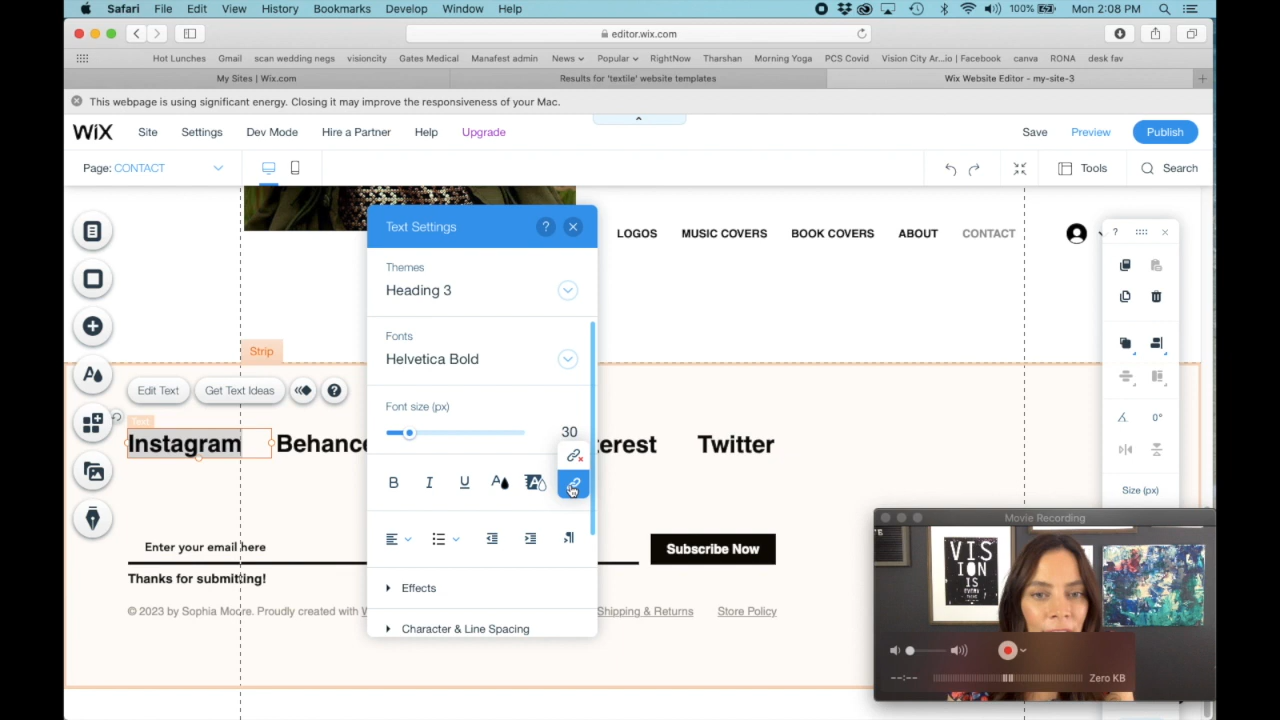 Safari File Edit View History Bookmarks Develop Window Help 100% Mon 2:08 PM
editor.wix.com
Hot Lunches Gmail scan wedding negs visioncity Gates Medical Manafest admin News Popular RightNow Tharshan Morning Yoga PCS Covid Vision City Ar...io | Facebook canva RONA desk fav
My Sites | Wix.com Results for 'textile' website templates Wix Website Editor - my-site-3
This webpage is using significant energy. Closing it may improve the responsiveness of your Mac.
WiX Site Settings Dev Mode Hire a Partner Help Upgrade Save Preview Publish
Page: CONTACT Tools Search
Text Settings ?
LOGOS MUSIC COVERS BOOK COVERS ABOUT CONTACT ?
Themes
Heading 3
Fonts
Helvetica Bold
Strip
Edit Text Get Text Ideas ?
Font size (px)
30
Text
Instagram Behance erest Twitter
0°
B I U A A
Size (px)
Enter your email here Subscribe Now
Thanks for submitting!
Effects
© 2023 by Sophia Moore. Proudly created with W Shipping & Returns Store Policy
Character & Line Spacing
Movie Recording
VIS
ION
IS
EVERY
THING
--:-- Zero KB